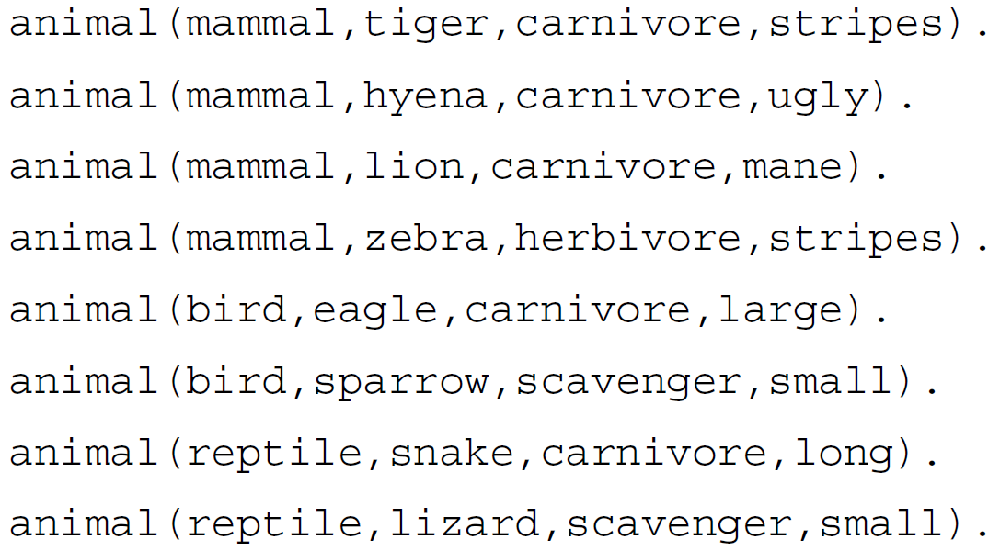 animal(mammal,tiger,carnivore,stripes).
animal(mammal,hyena,carnivore,ugly).
animal(mammal,lion,carnivore,mane).
animal(mammal,zebra,herbivore,stripes).
animal(bird,eagle,carnivore,large).
animal(bird,sparrow,scavenger,small).
animal(reptile,snake,carnivore,long).
animal(reptile,lizard,scavenger,small).